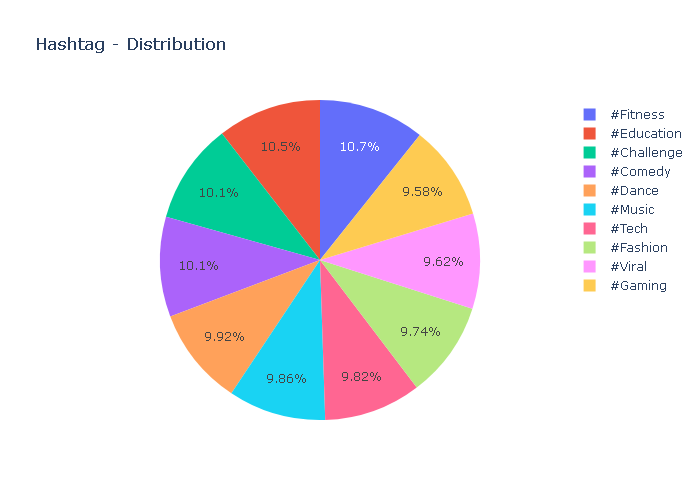 Hashtag - Distribution
#Fitness
#Education
#Challenge
#Comedy
#Dance
#Music
#Tech
#Fashion
#Viral
#Gaming
10.5%
10.7%
10.1%
9.58%
10.1%
9.62%
9.92%
9.74%
9.86%
9.82%